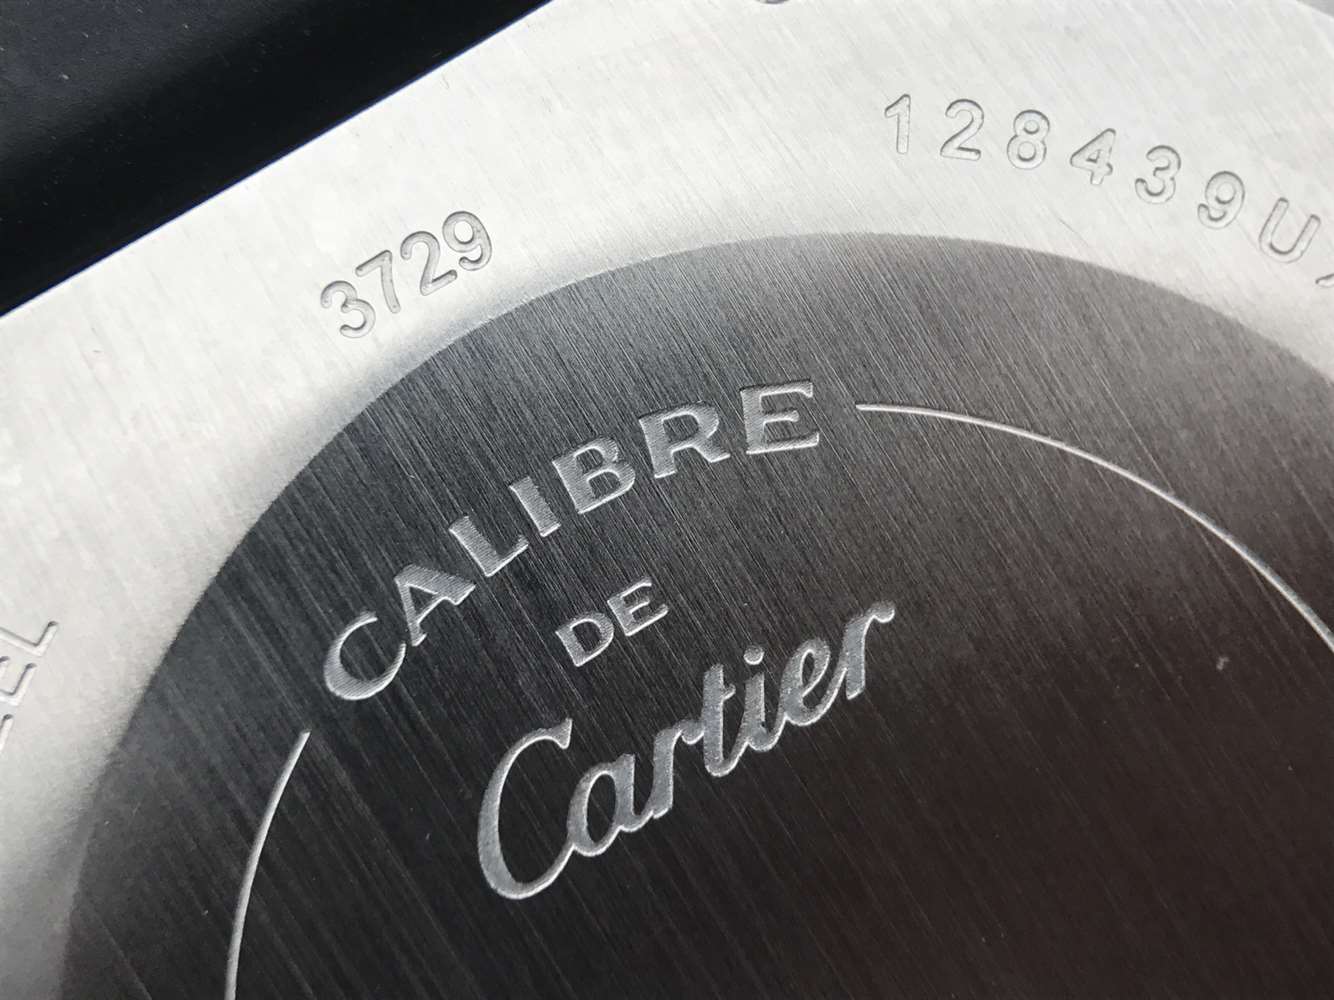 3729
128439U
CALIBRE
DE
Cartier